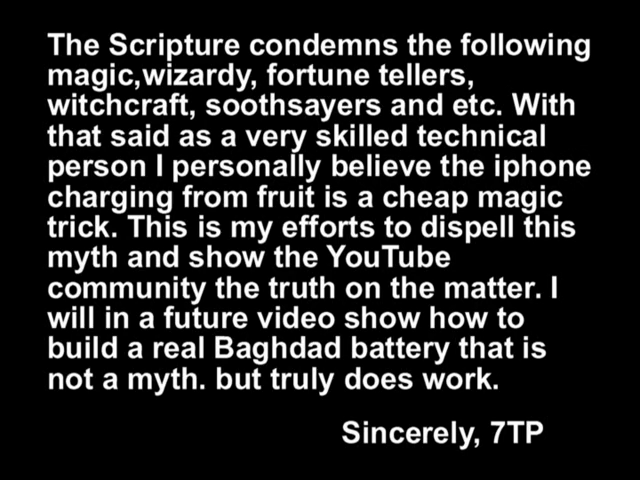 The Scripture condemns the following
magic,wizardy, fortune tellers,
witchcraft, soothsayers and etc. With
that said as a very skilled technical
person I personally believe the iphone
charging from fruit is a cheap magic
trick. This is my efforts to dispell this
myth and show the YouTube
community the truth on the matter. I
will in a future video show how to
build a real Baghdad battery that is
not a myth. but truly does work.
Sincerely, 7TP